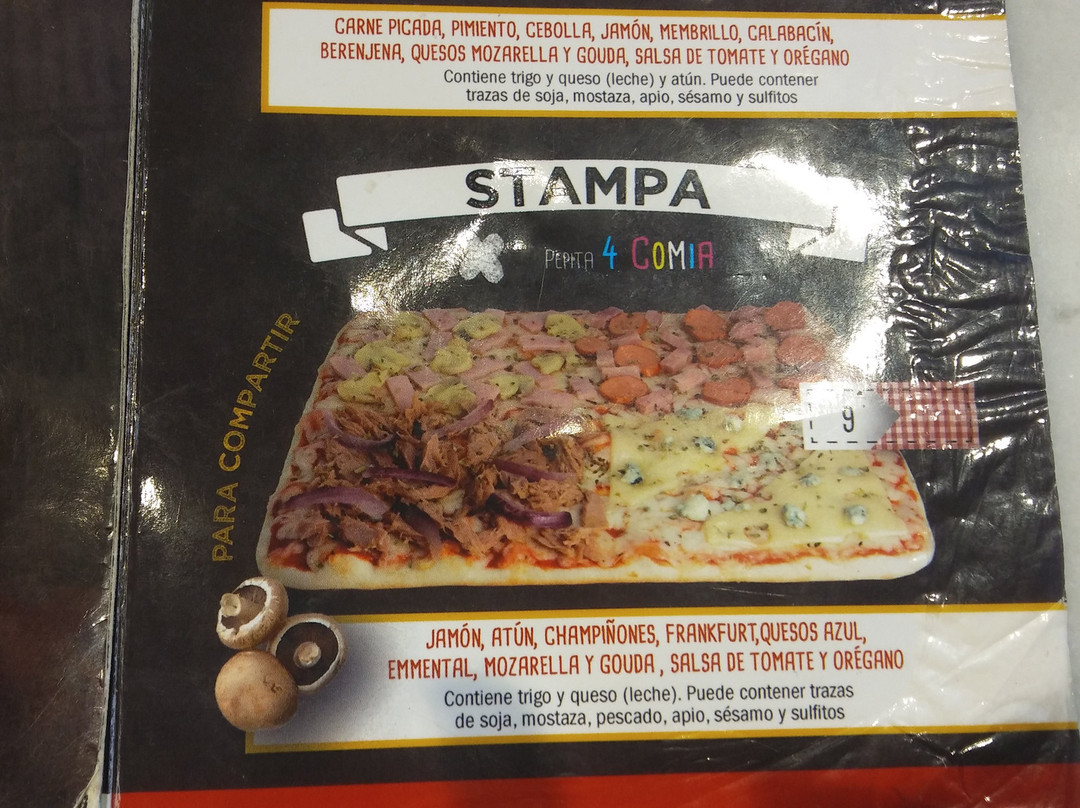 CARNE PICADA, PIMIENTO, CEBOLLA, JAMÓN, MEMBRILLO, CALABACÍN,
BERENJENA, QUESOS MOZARELLA Y GOUDA, SALSA DE TOMATE Y ORÉGANO
Contiene trigo y queso (leche) y atún. Puede contener
trazas de soja, mostaza, apio, sésamo y sulfitos
STAMPA
PEPITA 4 COMIA
PARA COMPARTIR
9
JAMÓN, ATÚN, CHAMPIÑONES, FRANKFURT,QUESOS AZUL,
EMMENTAL, MOZARELLA Y GOUDA , SALSA DE TOMATE Y ORÉGANO
Contiene trigo y queso (leche). Puede contener trazas
de soja, mostaza, pescado, apio, sésamo y sulfitos